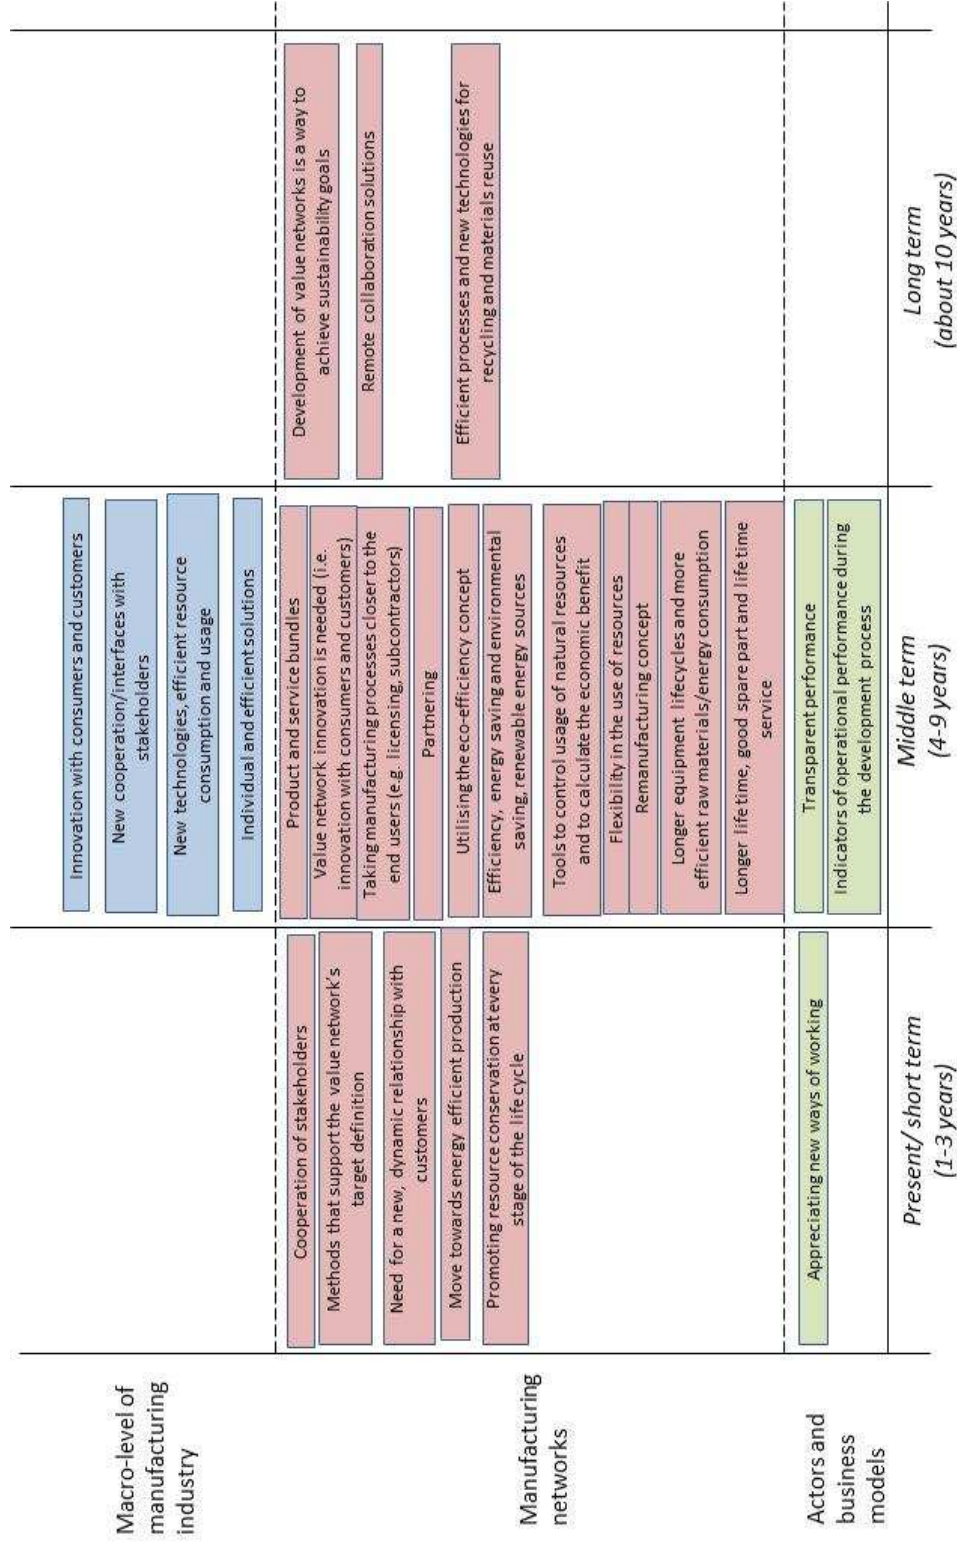 Macro-level of
manufacturing
industry
Innovation with consumers and customers
New cooperation/interfaces with
stakeholders
New technologies, efficient resource
consumption and usage
Individual and efficient solutions
Manufacturing
networks
Cooperation of stakeholders
Methods that support the value network's
target definition
Need for a new, dynamic relationship with
customers
Move towards energy efficient production
Promoting resource conservation at every
stage of the life cycle
Product and service bundles
Value network innovation is needed (i.e.
innovation with consumers and customers)
Taking manufacturing processes closer to the
end users (e.g. licensing, subcontractors)
Partnering
Utilising the eco-efficiency concept
Efficiency, energy saving and environmental
saving, renewable energy sources
Tools to control usage of natural resources
and to calculate the economic benefit
Flexibility in the use of resources
Remanufacturing concept
Longer equipment lifecycles and more
efficient raw materials/energy consumption
Longer lifetime, good spare part and lifetime
service
Development of value networks is a way to
achieve sustainability goals
Remote collaboration solutions
Efficient processes and new technologies for
recycling and materials reuse
Actors and
business
models
Appreciating new ways of working
Transparent performance
Indicators of operational performance during
the development process
Present/ short term
(1-3 years)
Middle term
(4-9 years)
Long term
(about 10 years)